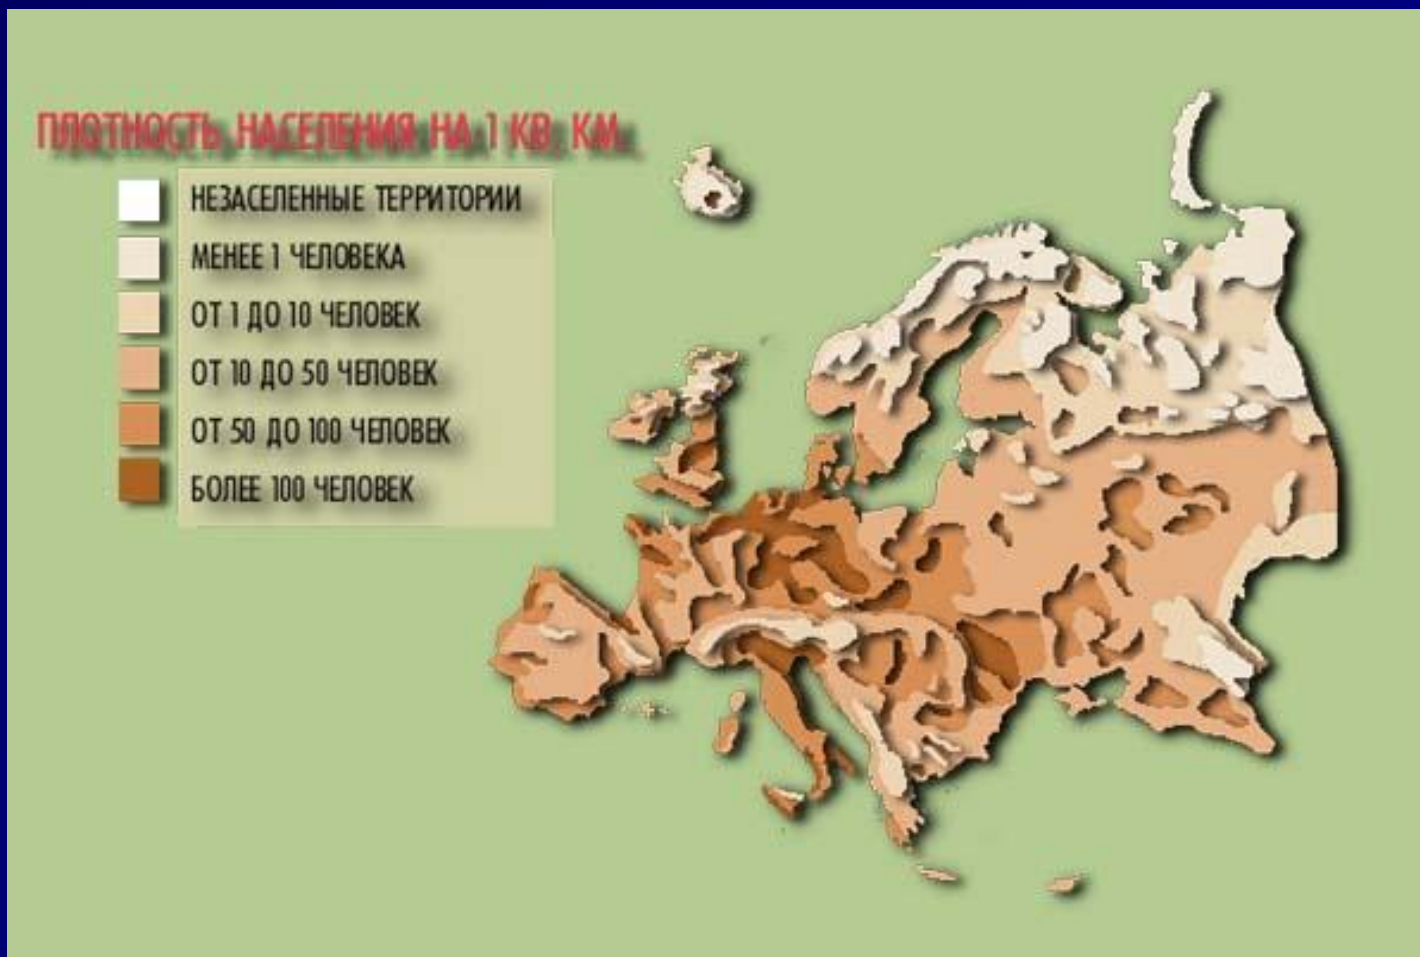 ПЛОТНОСТЬ НАСЕЛЕНИЯ НА 1 КВ. КМ.
НЕЗАСЕЛЕННЫЕ ТЕРРИТОРИИ
МЕНЕЕ 1 ЧЕЛОВЕКА
ОТ 1 ДО 10 ЧЕЛОВЕК
ОТ 10 ДО 50 ЧЕЛОВЕК
ОТ 50 ДО 100 ЧЕЛОВЕК
БОЛЕЕ 100 ЧЕЛОВЕК